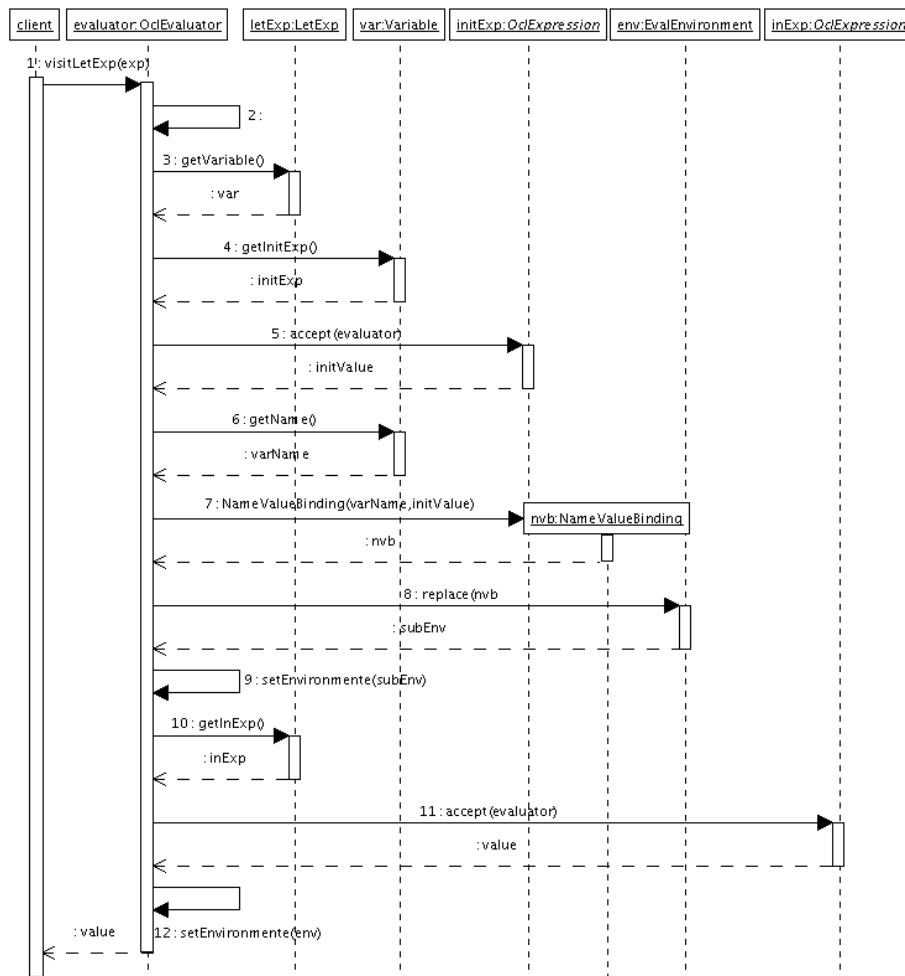 client evaluator:OclEvaluator letExp:LetExp var:Variable initExp:OclExpression env:EvalEnvironment inExp:OclExpression
1 : visitLetExp(exp)
2 :
3 : getVariable()
: var
4 : getInitExp()
: initExp
5 : accept(evaluator)
: initValue
6 : getName()
: varName
7 : NameValueBinding(varName,initValue)
nvb:NameValueBinding
: nvb
8 : replace(nvb
: subEnv
9 : setEnvironmente(subEnv)
10 : getInExp()
: inExp
11 : accept(evaluator)
: value
12 : setEnvironmente(env)
: value